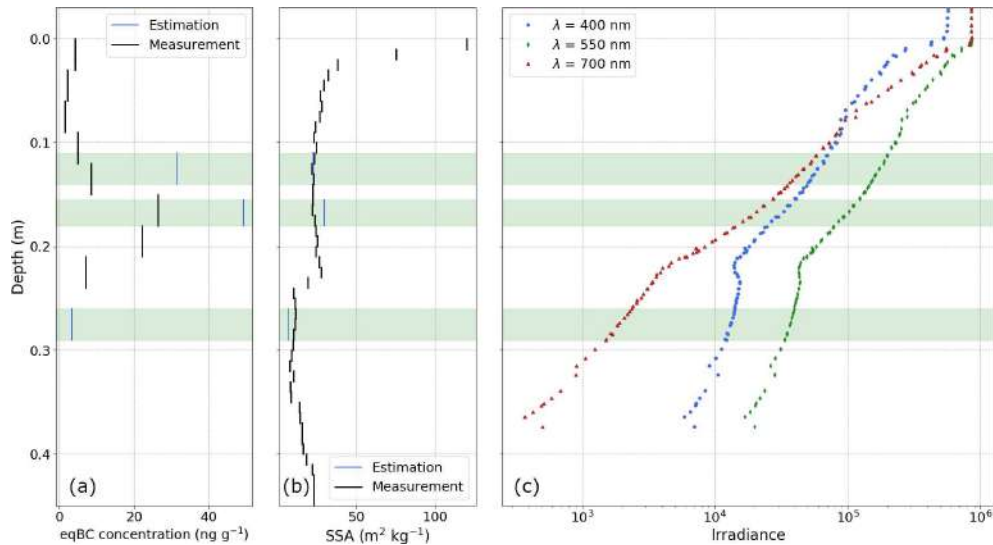 Estimation
Measurement
λ = 400 nm
λ = 550 nm
λ = 700 nm
0.0
0.1
0.2
0.3
0.4
Depth (m)
(a)
(b)
(c)
Estimation
Measurement
0 20 40
50 100
10³ 10⁴ 10⁵ 10⁶
eqBC concentration (ng g⁻¹)
SSA (m² kg⁻¹)
Irradiance